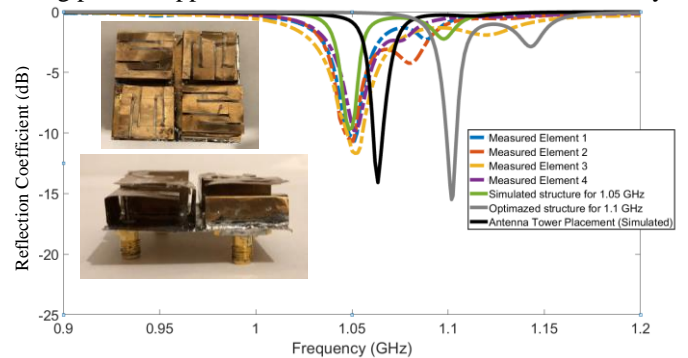 0
-5
-10
-15
-20
-25
Reflection Coefficient (dB)
Measured Element 1
Measured Element 2
Measured Element 3
Measured Element 4
Simulated structure for 1.05 GHz
Optimazed structure for 1.1 GHz
Antenna Tower Placement (Simulated)
0.9 0.95 1 1.05 1.1 1.15 1.2
Frequency (GHz)